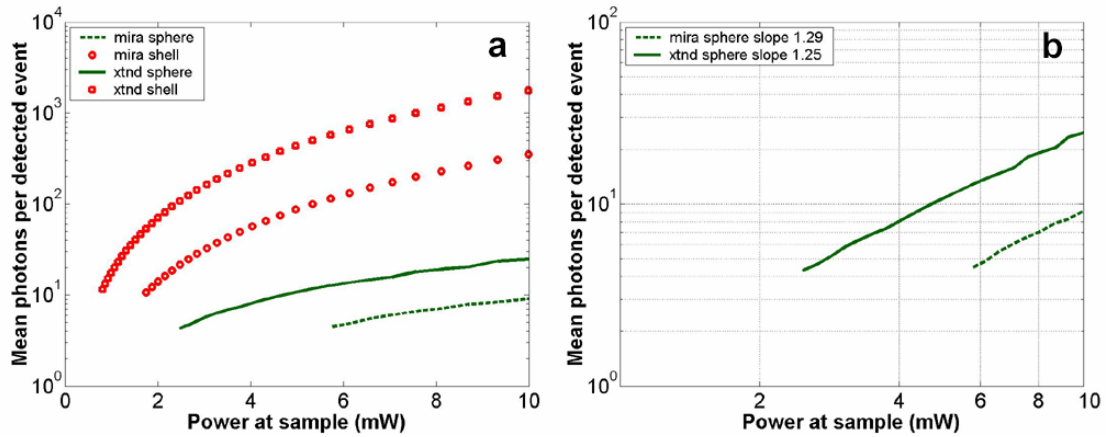 a
mira sphere
mira shell
xtnd sphere
xtnd shell
Mean photons per detected event
10^4
10^3
10^2
10^1
10^0
0 2 4 6 8 10
Power at sample (mW)
b
mira sphere slope 1.29
xtnd sphere slope 1.25
Mean photons per detected event
10^2
10^1
10^0
2 4 6 8 10
Power at sample (mW)